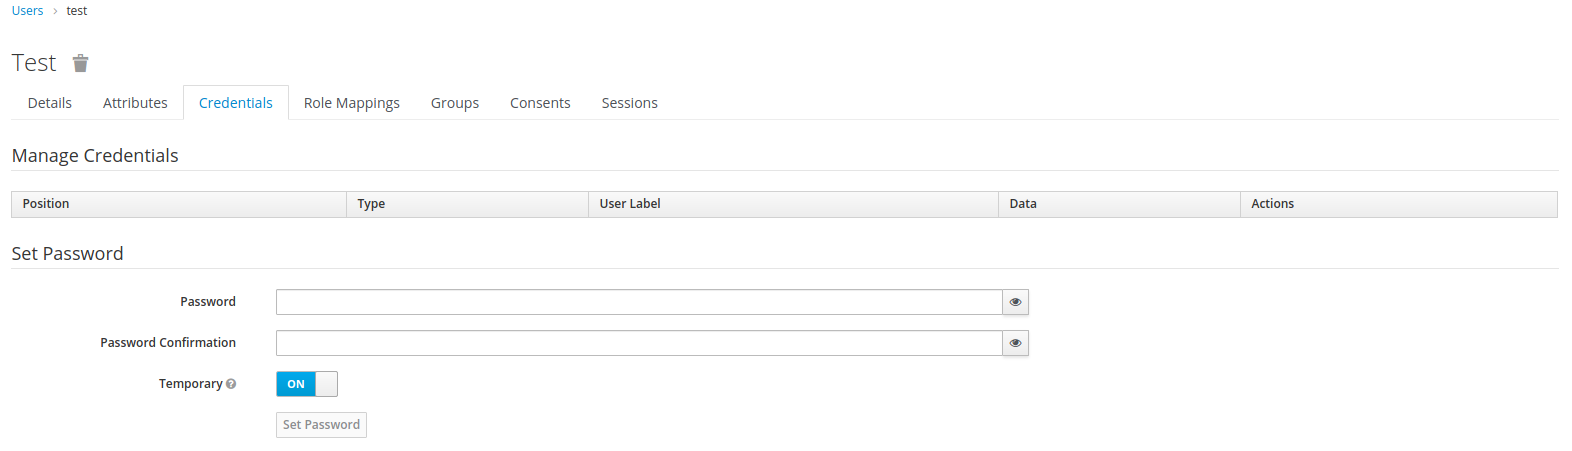 Users › test
Test
Details Attributes Credentials Role Mappings Groups Consents Sessions
Manage Credentials
Position Type User Label Data Actions
Set Password
Password
Password Confirmation
Temporary ? ON
Set Password